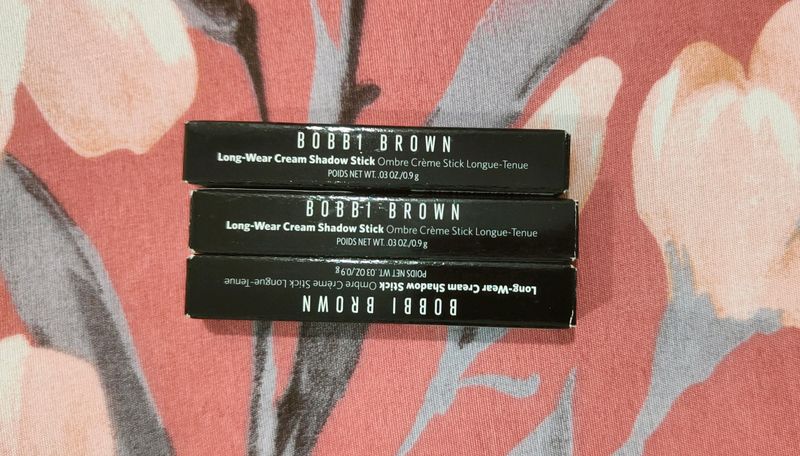 BOBBI BROWN
Long-Wear Cream Shadow Stick Ombre Crème Stick Longue-Tenue
POIDS NET WT. .03 OZ./0.9 g
BOBBI BROWN
Long-Wear Cream Shadow Stick Ombre Crème Stick Longue-Tenue
POIDS NET WT. .03 OZ./0.9 g
BOBBI BROWN
Long-Wear Cream Shadow Stick Ombre Crème Stick Longue-Tenue
POIDS NET WT. .03 OZ./0.9 g